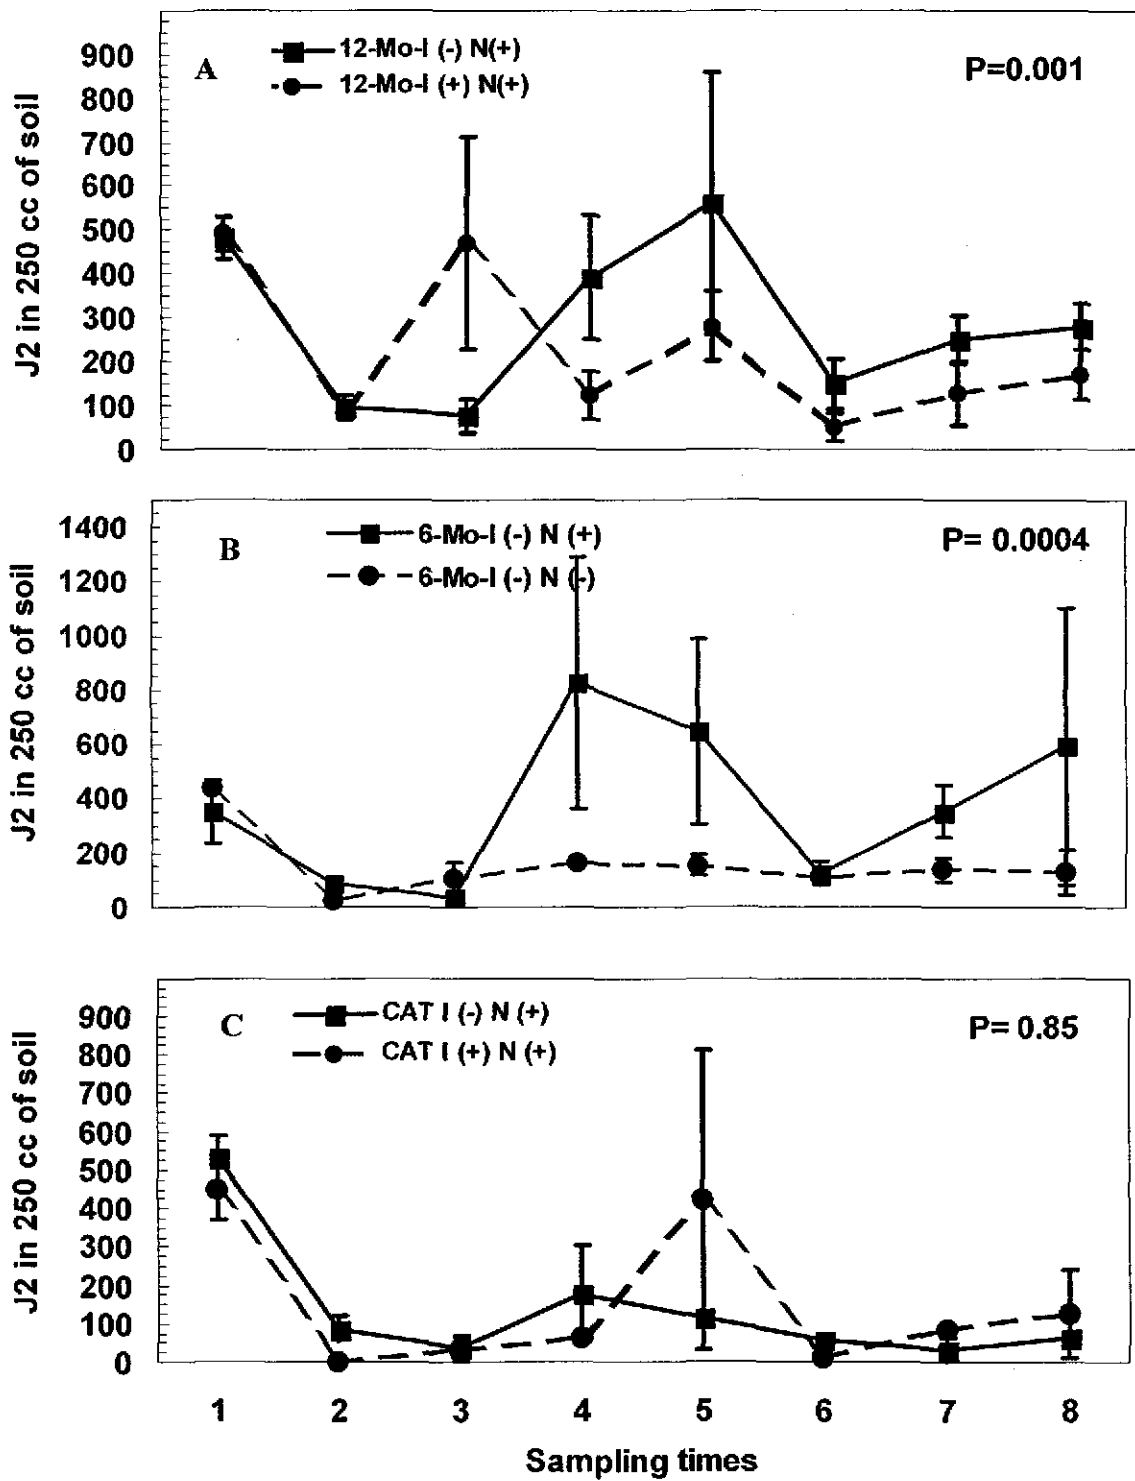 A
12-Mo-I (-) N(+)
12-Mo-I (+) N(+)
P=0.001
J2 in 250 cc of soil
900
800
700
600
500
400
300
200
100
0
B
6-Mo-I (-) N (+)
6-Mo-I (-) N (-)
P= 0.0004
J2 in 250 cc of soil
1400
1200
1000
800
600
400
200
0
C
CAT I (-) N (+)
CAT I (+) N (+)
P= 0.85
J2 in 250 cc of soil
900
800
700
600
500
400
300
200
100
0
1 2 3 4 5 6 7 8
Sampling times